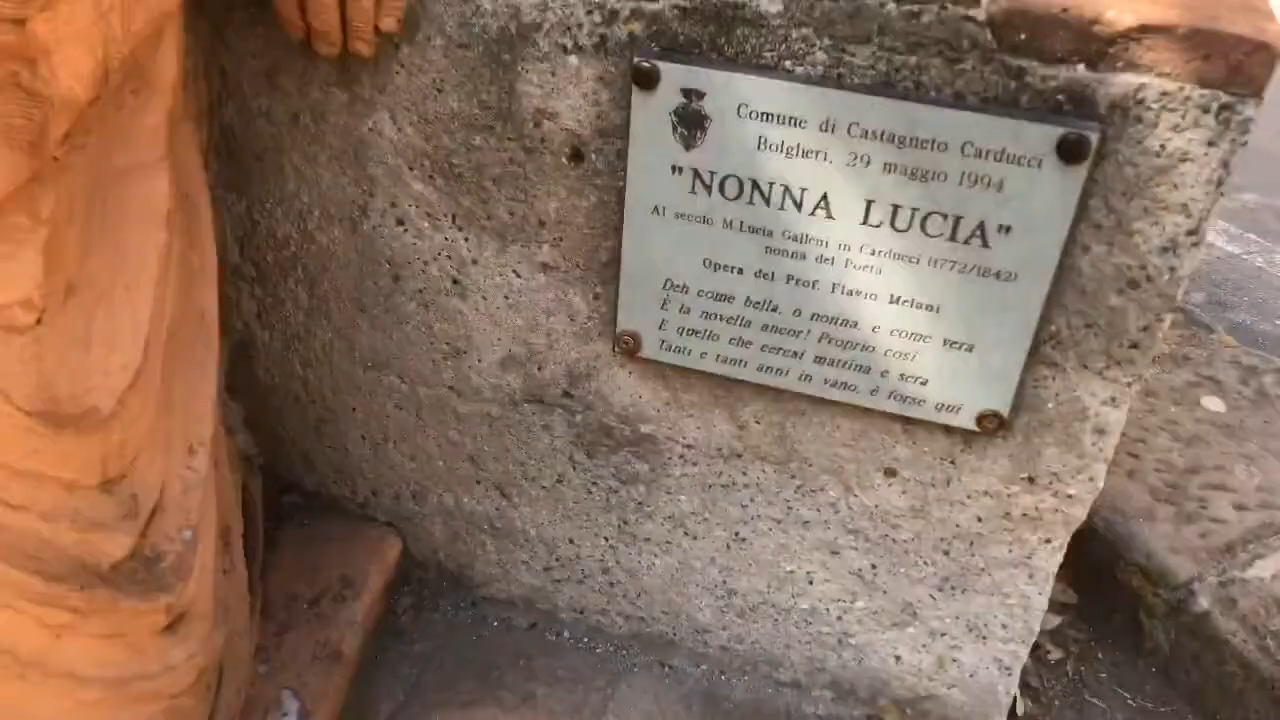 Comune di Castagneto Carducci
Bolgheri, 29 maggio 1994
"NONNA LUCIA"
Al secolo M.Lucia Galleni in Carducci (1772/1842)
nonna del Poeta
Opera del Prof. Flavio Melani
Deh come bella, o nonna, e come vera
È la novella ancor! Proprio così.
E quello che cercai mattina e sera
Tanti e tanti anni in vano, è forse qui